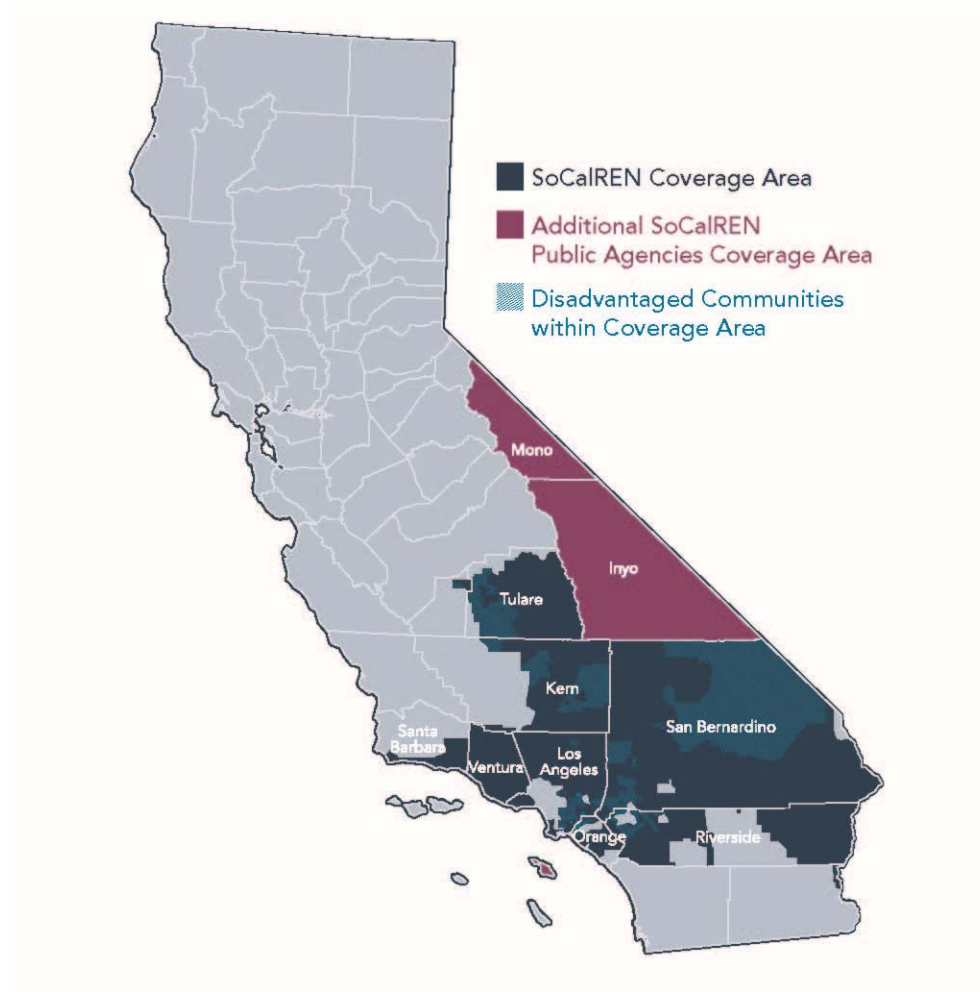 SoCalREN Coverage Area
Additional SoCalREN
Public Agencies Coverage Area
Disadvantaged Communities
within Coverage Area
Mono
Inyo
Tulare
Kern
San Bernardino
Santa
Barbara
Ventura
Los
Angeles
Orange
Riverside